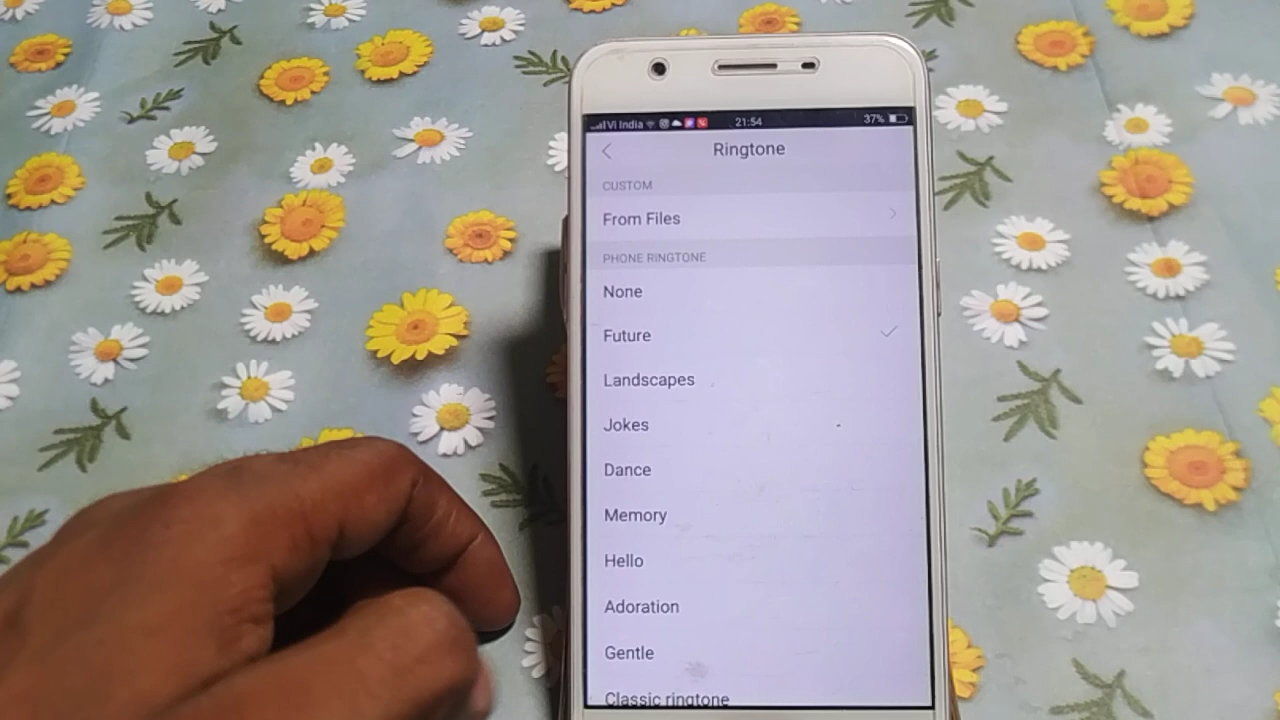 Vi India 21:54 37%
Ringtone
CUSTOM
From Files
PHONE RINGTONE
None
Future
Landscapes
Jokes
Dance
Memory
Hello
Adoration
Gentle
Classic ringtone